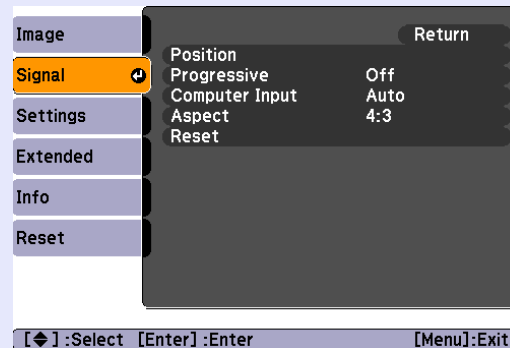 Image
Signal
Settings
Extended
Info
Reset
Return
Position
Progressive Off
Computer Input Auto
Aspect 4:3
Reset
[◆] :Select [Enter] :Enter [Menu]:Exit